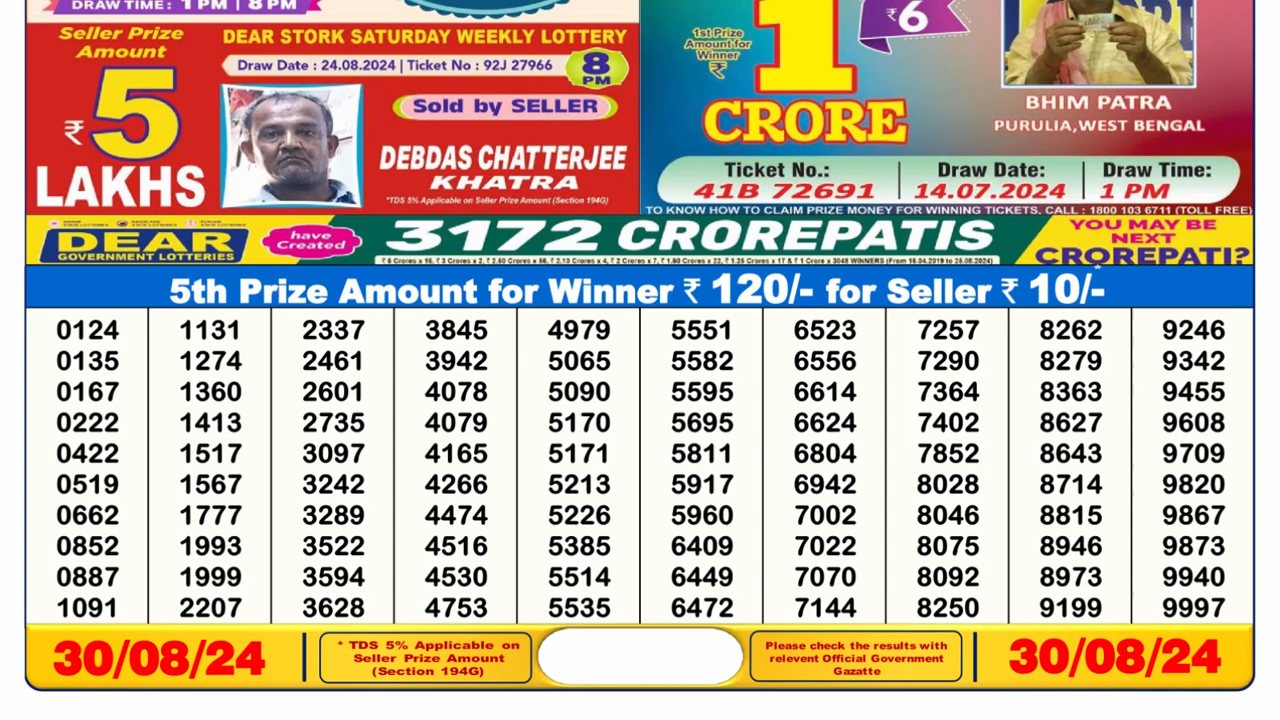 DRAW TIME: 1 PM | 8 PM
Seller Prize
Amount
₹ 5
LAKHS
DEAR STORK SATURDAY WEEKLY LOTTERY
Draw Date : 24.08.2024 | Ticket No : 92J 27966
8
PM
Sold by SELLER
DEBDAS CHATTERJEE
KHATRA
*TDS 5% Applicable on Seller Prize Amount (Section 194G)
₹6
1st Prize
Amount for
Winner
₹
1
CRORE
BHIM PATRA
PURULIA,WEST BENGAL
Ticket No.: Draw Date: Draw Time:
41B 72691 14.07.2024 1 PM
TO KNOW HOW TO CLAIM PRIZE MONEY FOR WINNING TICKETS, CALL : 1800 103 6711 (TOLL FREE)
DEAR
GOVERNMENT LOTTERIES
have
Created
3172 CROREPATIS
YOU MAY BE
NEXT
CROREPATI?
5th Prize Amount for Winner ₹ 120/- for Seller ₹ 10/-*
0124 1131 2337 3845 4979 5551 6523 7257 8262 9246
0135 1274 2461 3942 5065 5582 6556 7290 8279 9342
0167 1360 2601 4078 5090 5595 6614 7364 8363 9455
0222 1413 2735 4079 5170 5695 6624 7402 8627 9608
0422 1517 3097 4165 5171 5811 6804 7852 8643 9709
0519 1567 3242 4266 5213 5917 6942 8028 8714 9820
0662 1777 3289 4474 5226 5960 7002 8046 8815 9867
0852 1993 3522 4516 5385 6409 7022 8075 8946 9873
0887 1999 3594 4530 5514 6449 7070 8092 8973 9940
1091 2207 3628 4753 5535 6472 7144 8250 9199 9997
30/08/24
* TDS 5% Applicable on
Seller Prize Amount
(Section 194G)
Please check the results with
relevent Official Government
Gazatte
30/08/24